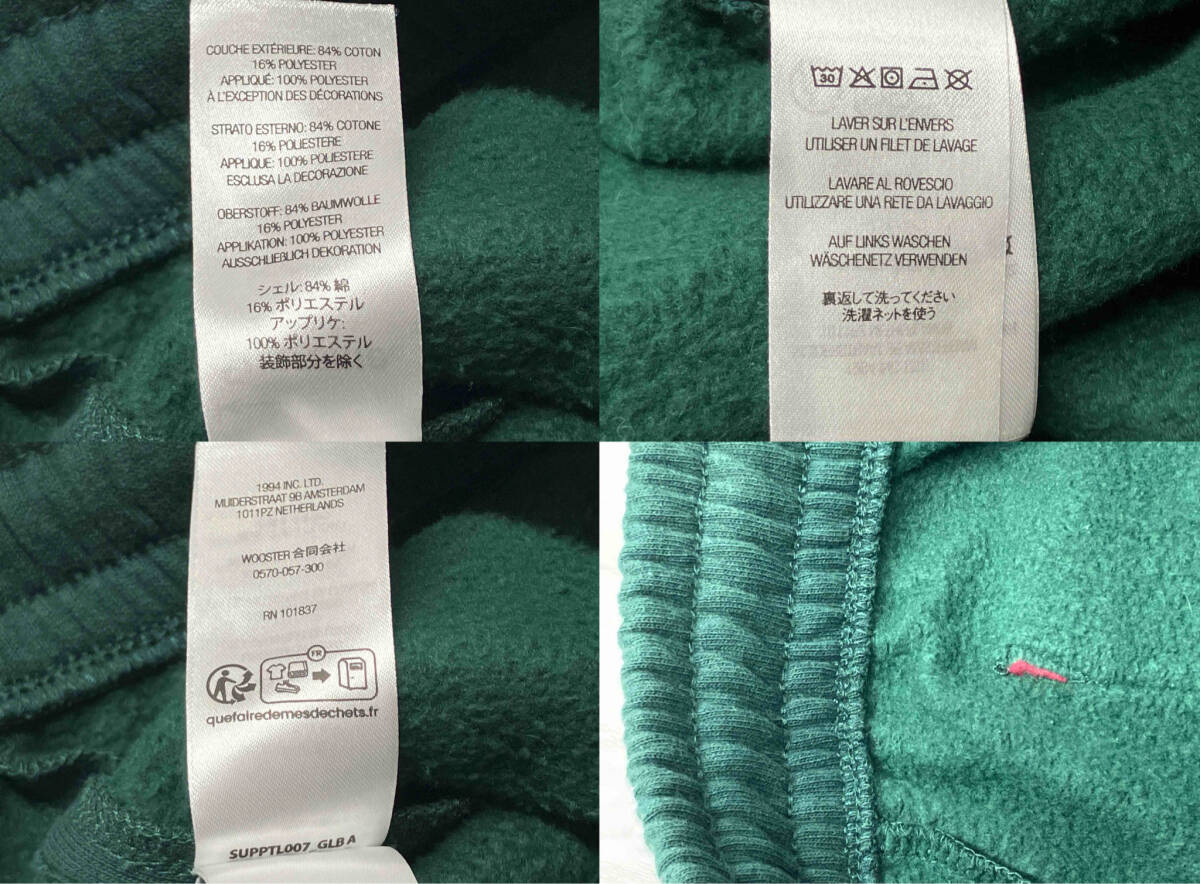 COUCHE EXTÉRIEURE: 84% COTON
16% POLYESTER
APPLIQUÉ: 100% POLYESTER
À L'EXCEPTION DES DÉCORATIONS
STRATO ESTERNO: 84% COTONE
16% POLIESTERE
APPLIQUE: 100% POLIESTERE
ESCLUSA LA DECORAZIONE
OBERSTOFF: 84% BAUMWOLLE
16% POLYESTER
APPLIKATION: 100% POLYESTER
AUSSCHLIEßLICH DEKORATION
シェル: 84% 綿
16% ポリエステル
アップリケ:
100% ポリエステル
装飾部分を除く
30
LAVER SUR L'ENVERS
UTILISER UN FILET DE LAVAGE
LAVARE AL ROVESCIO
UTILIZZARE UNA RETE DA LAVAGGIO
AUF LINKS WASCHEN
WÄSCHENETZ VERWENDEN
裏返して洗ってください
洗濯ネットを使う
1994 INC. LTD.
MUIDERSTRAAT 9B AMSTERDAM
1011PZ NETHERLANDS
WOOSTER 合同会社
0570-057-300
RN 101837
FR
quefairedemesdechets.fr
SUPPTL007_GLB A